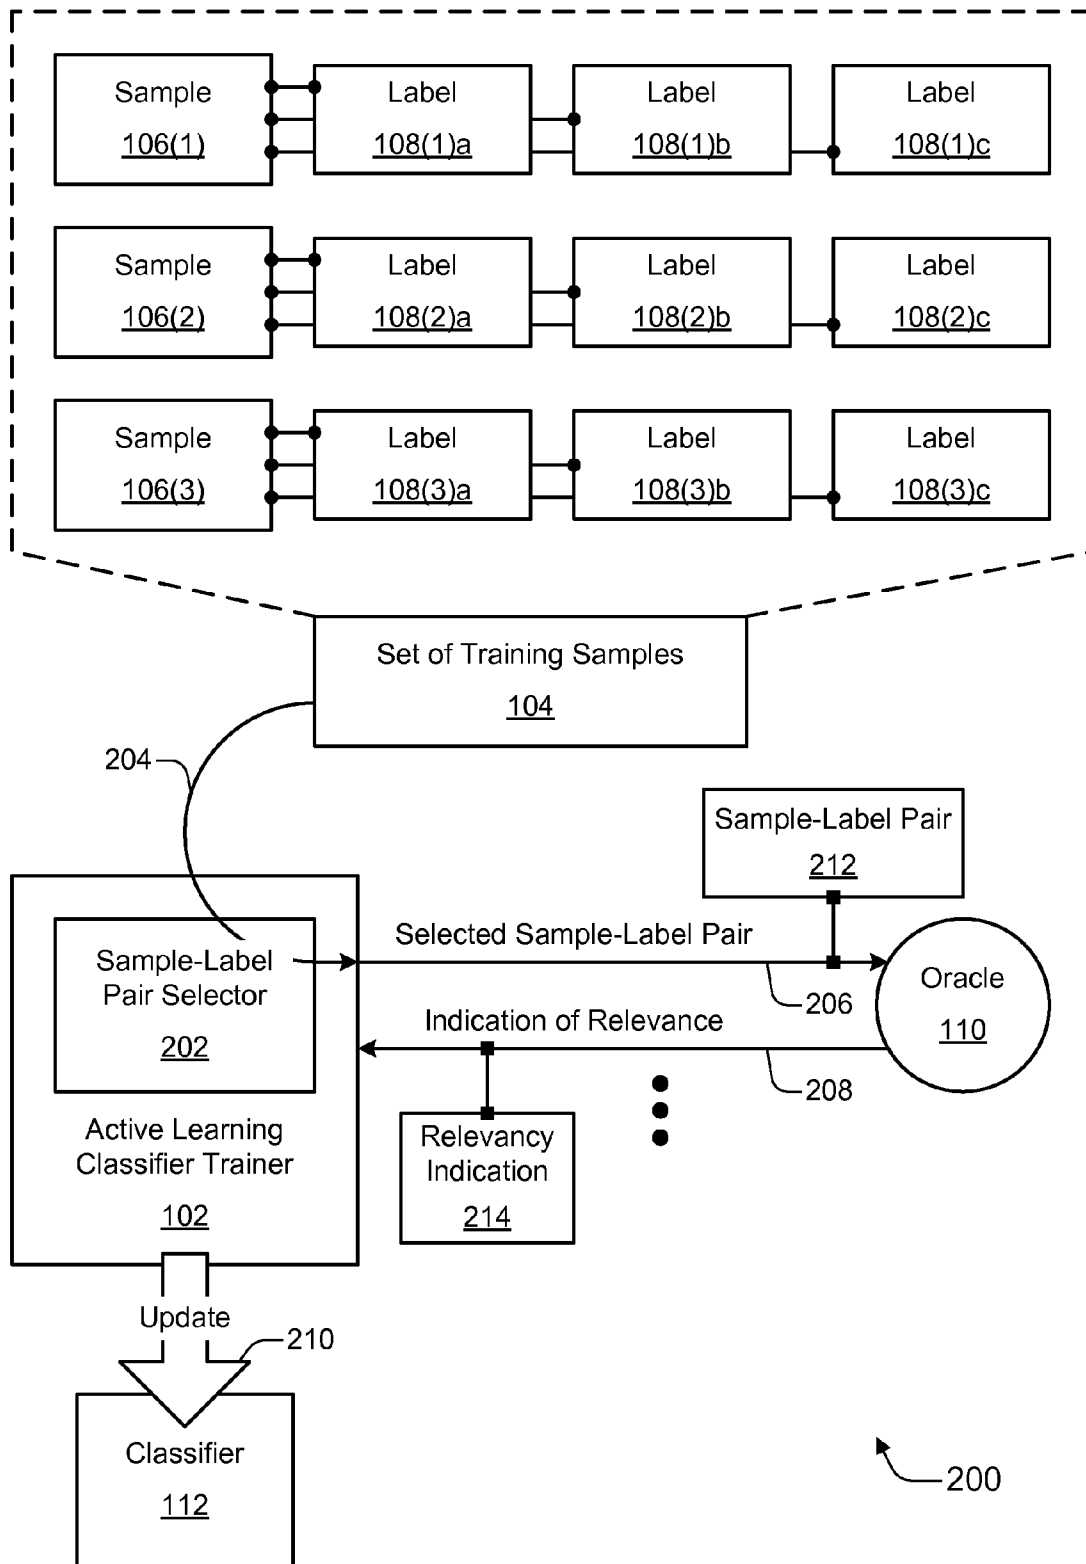 Sample
106(1)
Label
108(1)a
Label
108(1)b
Label
108(1)c
Sample
106(2)
Label
108(2)a
Label
108(2)b
Label
108(2)c
Sample
106(3)
Label
108(3)a
Label
108(3)b
Label
108(3)c
Set of Training Samples
104
204
Sample-Label Pair
212
Selected Sample-Label Pair
Sample-Label
Pair Selector
202
206
Oracle
110
Indication of Relevance
208
Active Learning
Classifier Trainer
102
Relevancy
Indication
214
Update
210
Classifier
112
200